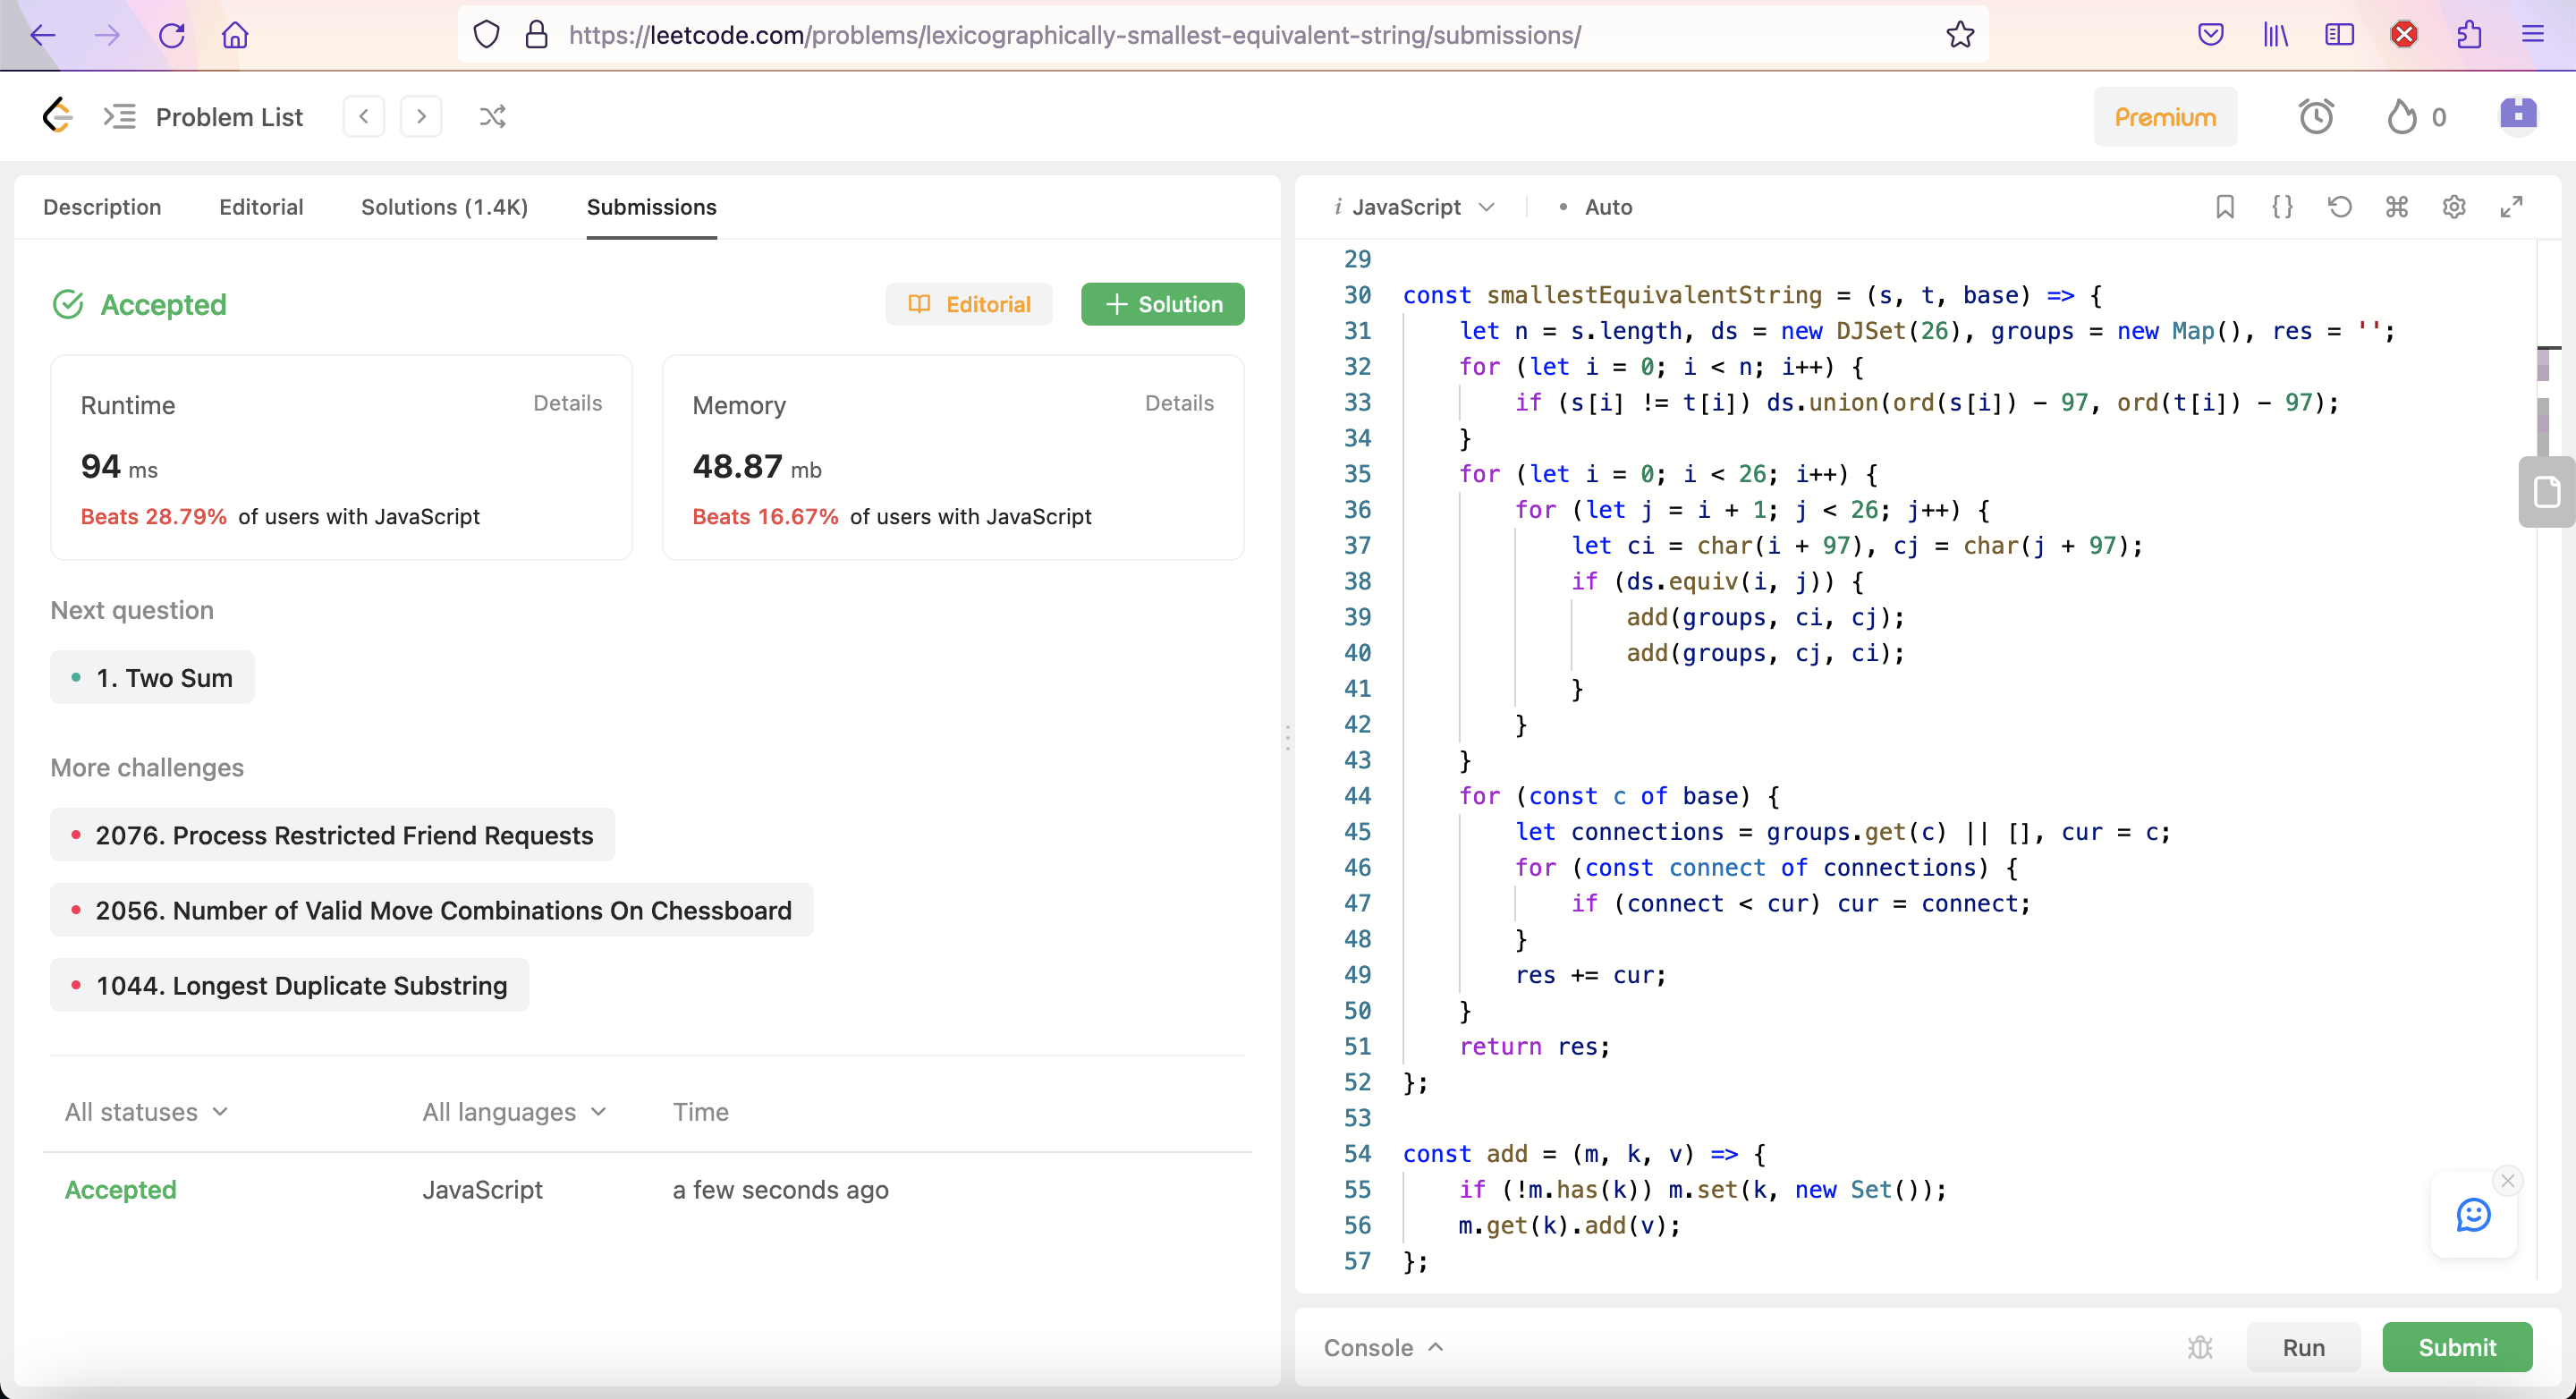 https://leetcode.com/problems/lexicographically-smallest-equivalent-string/submissions/
Problem List
Premium
0
Description Editorial Solutions (1.4K) Submissions
Accepted
Editorial
Solution
Runtime
Details
94 ms
Beats 28.79% of users with JavaScript
Memory
Details
48.87 mb
Beats 16.67% of users with JavaScript
Next question
1. Two Sum
More challenges
2076. Process Restricted Friend Requests
2056. Number of Valid Move Combinations On Chessboard
1044. Longest Duplicate Substring
All statuses All languages Time
Accepted JavaScript a few seconds ago
i JavaScript • Auto
29
30 const smallestEquivalentString = (s, t, base) => {
31 let n = s.length, ds = new DJSet(26), groups = new Map(), res = '';
32 for (let i = 0; i < n; i++) {
33 if (s[i] != t[i]) ds.union(ord(s[i]) - 97, ord(t[i]) - 97);
34 }
35 for (let i = 0; i < 26; i++) {
36 for (let j = i + 1; j < 26; j++) {
37 let ci = char(i + 97), cj = char(j + 97);
38 if (ds.equiv(i, j)) {
39 add(groups, ci, cj);
40 add(groups, cj, ci);
41 }
42 }
43 }
44 for (const c of base) {
45 let connections = groups.get(c) || [], cur = c;
46 for (const connect of connections) {
47 if (connect < cur) cur = connect;
48 }
49 res += cur;
50 }
51 return res;
52 };
53
54 const add = (m, k, v) => {
55 if (!m.has(k)) m.set(k, new Set());
56 m.get(k).add(v);
57 };
Console
Run
Submit